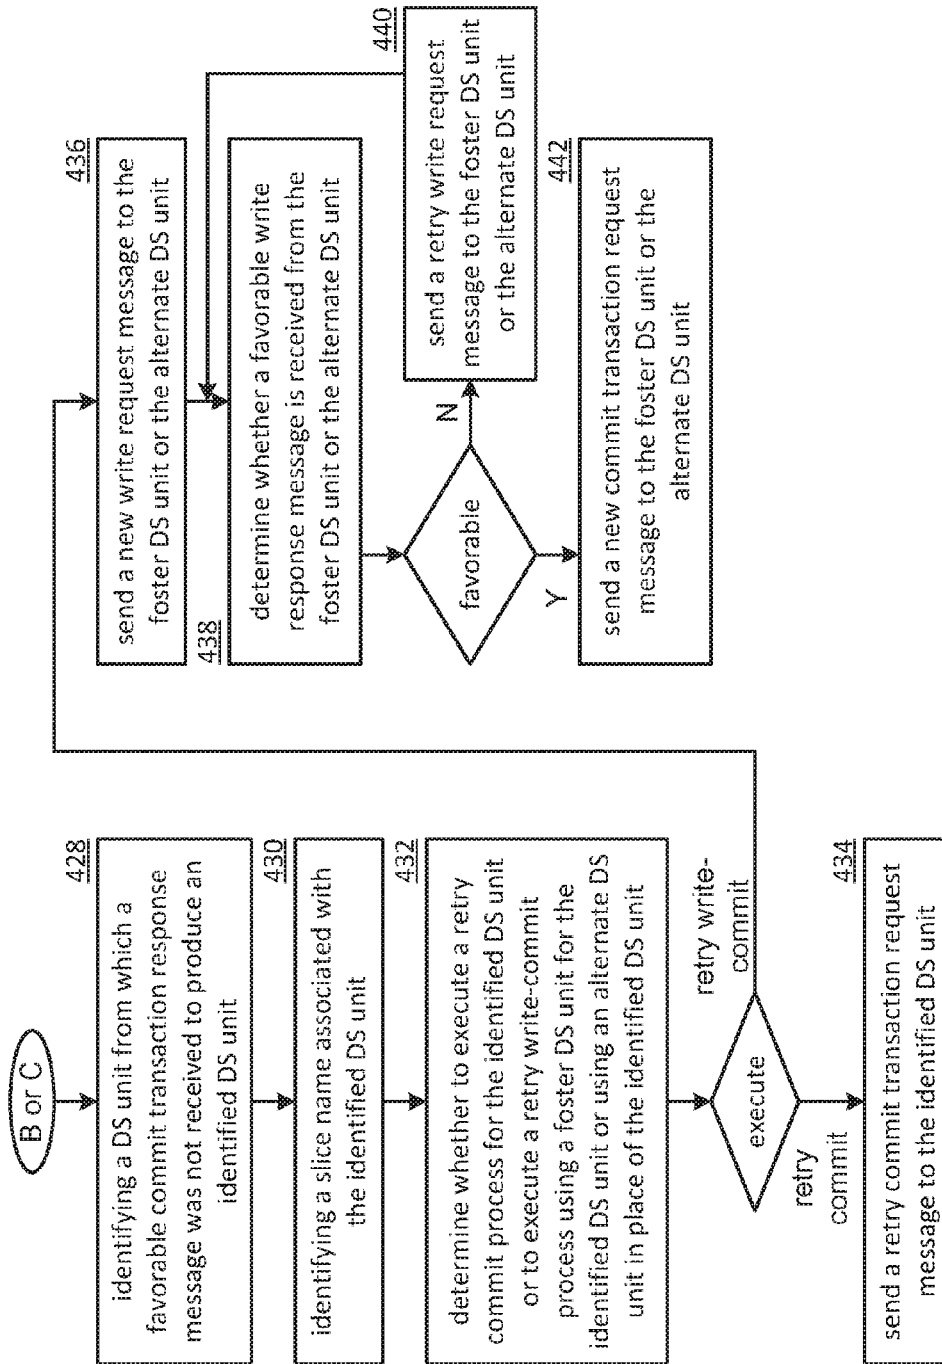 B or C
428
identifying a DS unit from which a
favorable commit transaction response
message was not received to produce an
identified DS unit
430
identifying a slice name associated with
the identified DS unit
432
determine whether to execute a retry
commit process for the identified DS unit
or to execute a retry write-commit
process using a foster DS unit for the
identified DS unit or using an alternate DS
unit in place of the identified DS unit
execute
retry
commit
retry write-
commit
434
send a retry commit transaction request
message to the identified DS unit
436
send a new write request message to the
foster DS unit or the alternate DS unit
438
determine whether a favorable write
response message is received from the
foster DS unit or the alternate DS unit
favorable
N
Y
440
send a retry write request
message to the foster DS unit
or the alternate DS unit
442
send a new commit transaction request
message to the foster DS unit or the
alternate DS unit